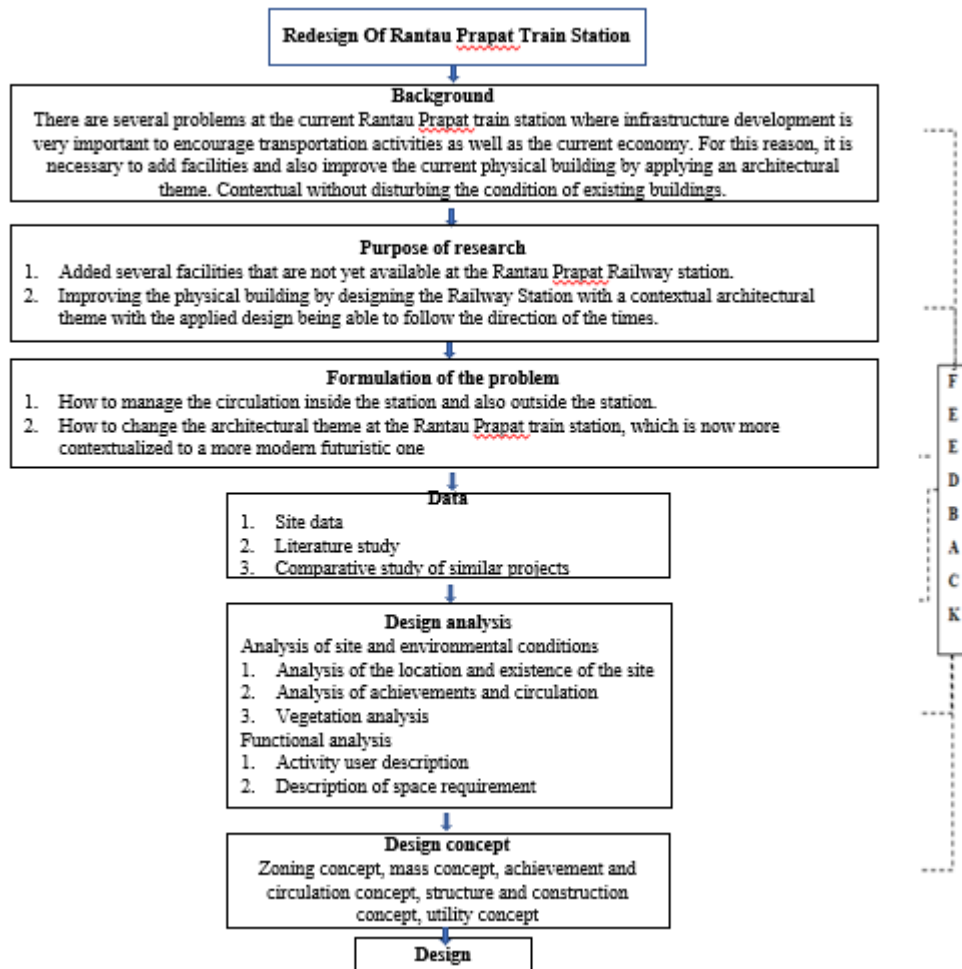 Redesign Of Rantau Prapat Train Station
Background
There are several problems at the current Rantau Prapat train station where infrastructure development is
very important to encourage transportation activities as well as the current economy. For this reason, it is
necessary to add facilities and also improve the current physical building by applying an architectural
theme. Contextual without disturbing the condition of existing buildings.
Purpose of research
1. Added several facilities that are not yet available at the Rantau Prapat Railway station.
2. Improving the physical building by designing the Railway Station with a contextual architectural
theme with the applied design being able to follow the direction of the times.
Formulation of the problem
1. How to manage the circulation inside the station and also outside the station.
2. How to change the architectural theme at the Rantau Prapat train station, which is now more
contextualized to a more modern futuristic one
Data
1. Site data
2. Literature study
3. Comparative study of similar projects
Design analysis
Analysis of site and environmental conditions
1. Analysis of the location and existence of the site
2. Analysis of achievements and circulation
3. Vegetation analysis
Functional analysis
1. Activity user description
2. Description of space requirement
Design concept
Zoning concept, mass concept, achievement and
circulation concept, structure and construction
concept, utility concept
Design
F
E
E
D
B
A
C
K